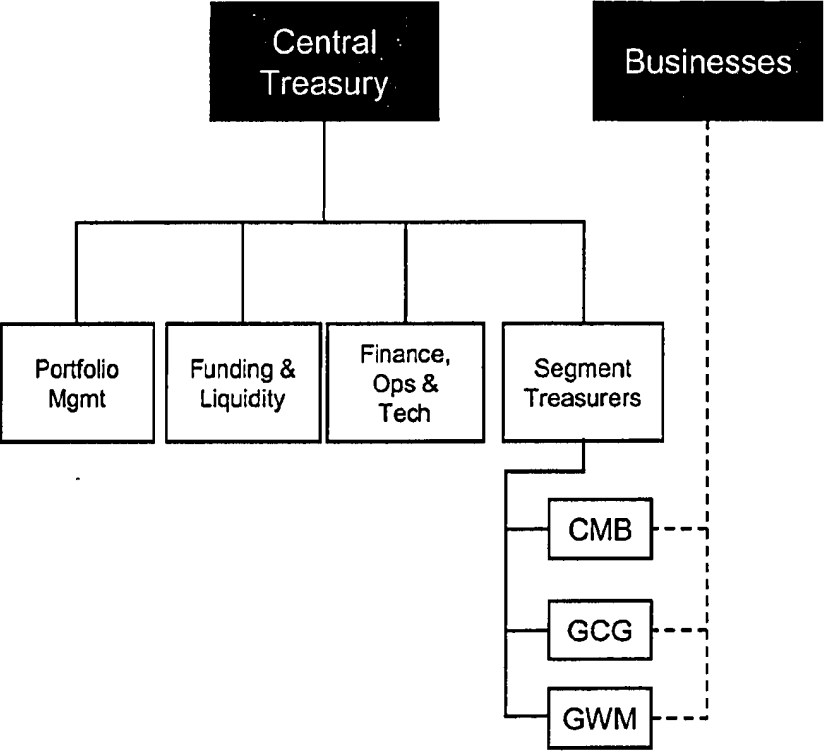 Central
Treasury
Businesses
Portfolio
Mgmt
Funding &
Liquidity
Finance,
Ops &
Tech
Segment
Treasurers
CMB
GCG
GWM